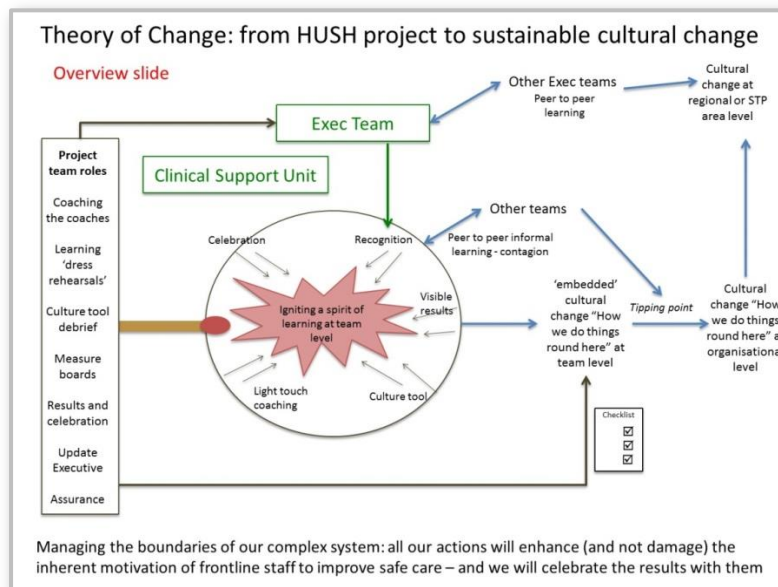 Theory of Change: from HUSH project to sustainable cultural change
Overview slide
Project
team roles
Coaching
the coaches
Learning
‘dress
rehearsals’
Culture tool
debrief
Measure
boards
Results and
celebration
Update
Executive
Assurance
Exec Team
Clinical Support Unit
Other Exec teams
Peer to peer
learning
Cultural
change at
regional or STP
area level
Celebration
Recognition
Igniting a spirit of
learning at team
level
Visible
results
Light touch
coaching
Culture tool
Other teams
Peer to peer informal
learning - contagion
‘embedded’
cultural
change “How
we do things
round here” at
team level
Tipping point
Cultural
change “How
we do things
round here” a
organisationa
level
Checklist
Managing the boundaries of our complex system: all our actions will enhance (and not damage) the
inherent motivation of frontline staff to improve safe care – and we will celebrate the results with them